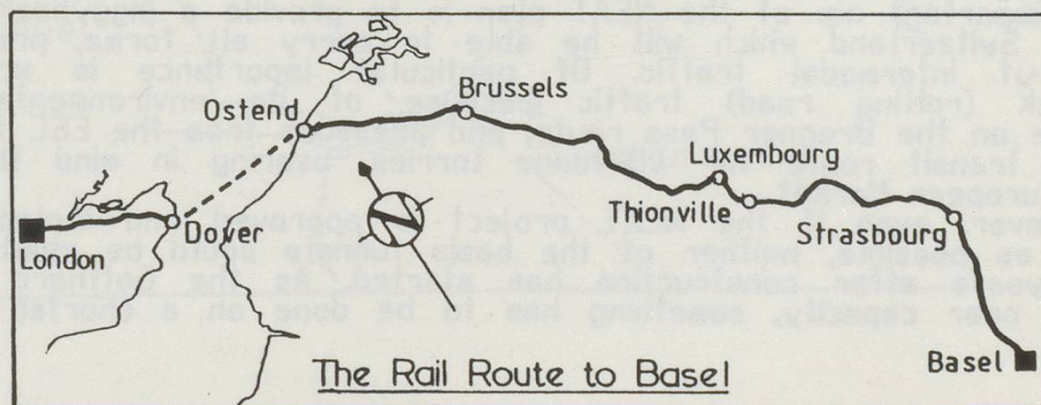 Ostend
Brussels
Luxembourg
Thionville
Dover
Strasbourg
London
Basel
The Rail Route to Basel